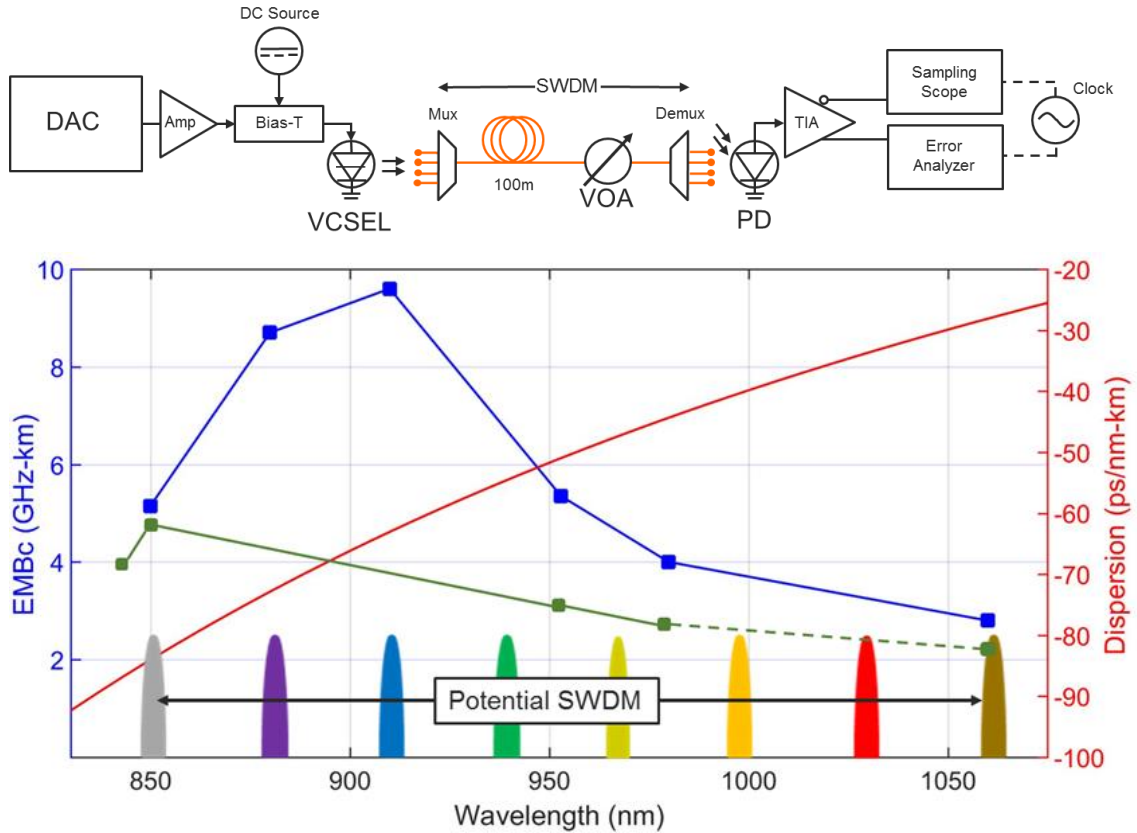 DC Source
DAC
Amp
Bias-T
VCSEL
Mux
SWDM
100m
VOA
Demux
PD
TIA
Sampling
Scope
Error
Analyzer
Clock
EMBc (GHz-km)
10
8
6
4
2
-20
-30
-40
-50
-60
-70
-80
-90
-100
Dispersion (ps/nm-km)
Potential SWDM
850
900
950
1000
1050
Wavelength (nm)